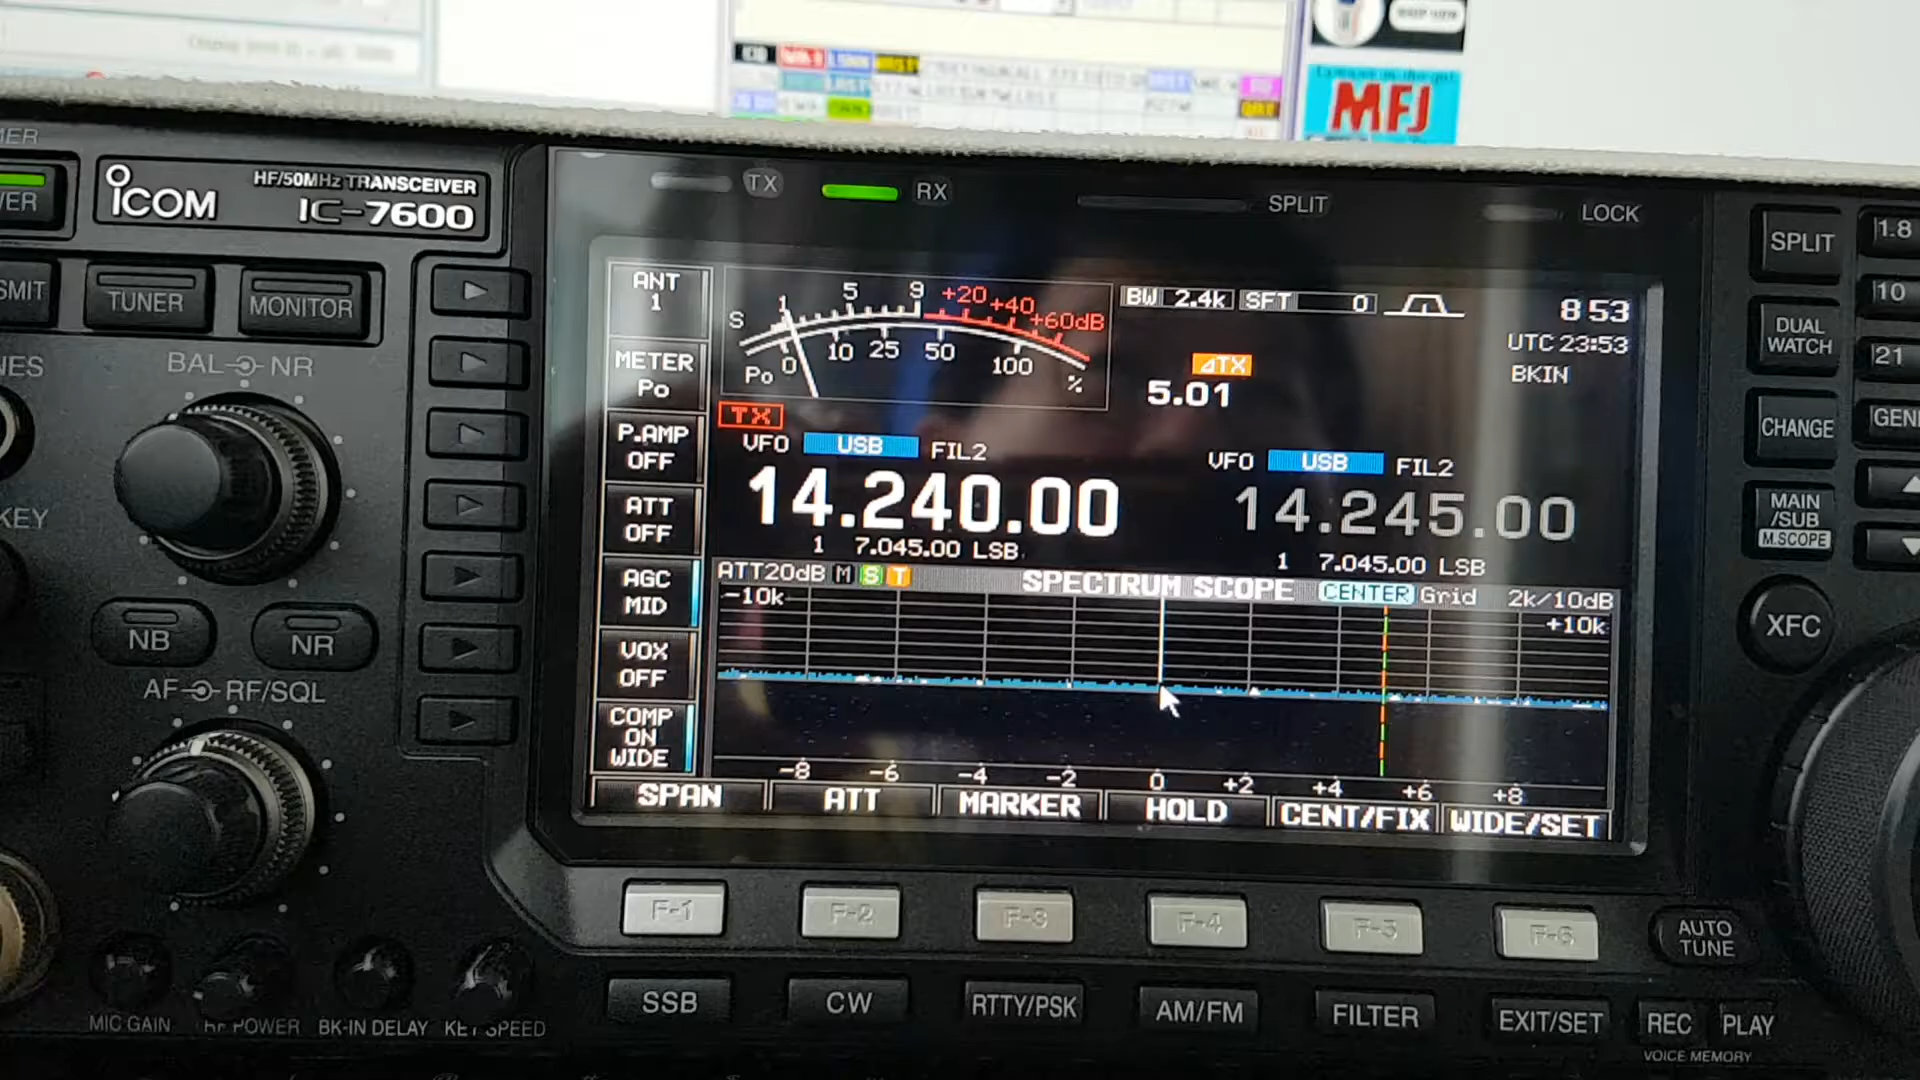 MFJ
ICOM
HF/50MHz TRANSCEIVER
IC-7600
TX
RX
SPLIT
LOCK
TUNER
MONITOR
BAL NR
NB
NR
AF RF/SQL
MIC GAIN
RF POWER
BK-IN DELAY
KEY SPEED
ANT
1
METER
Po
P.AMP
OFF
ATT
OFF
AGC
MID
VOX
OFF
COMP
ON
WIDE
S 1 5 9 +20 +40 +60dB
Po 0 10 25 50 100 %
BW 2.4k SFT 0
8 53
UTC 23:53
BKIN
⊿TX
5.01
TX
VFO USB FIL2
14.240.00
1 7.045.00 LSB
VFO USB FIL2
14.245.00
1 7.045.00 LSB
ATT20dB M S T
SPECTRUM SCOPE
CENTER Grid 2k/10dB
-10k
+10k
-8 -6 -4 -2 0 +2 +4 +6 +8
SPAN ATT MARKER HOLD CENT/FIX WIDE/SET
F-1 F-2 F-3 F-4 F-5 F-6
SSB CW RTTY/PSK AM/FM FILTER EXIT/SET
REC PLAY
VOICE MEMORY
AUTO
TUNE
SPLIT
DUAL
WATCH
CHANGE
MAIN
/SUB
M.SCOPE
XFC
1.8
10
21
GENE